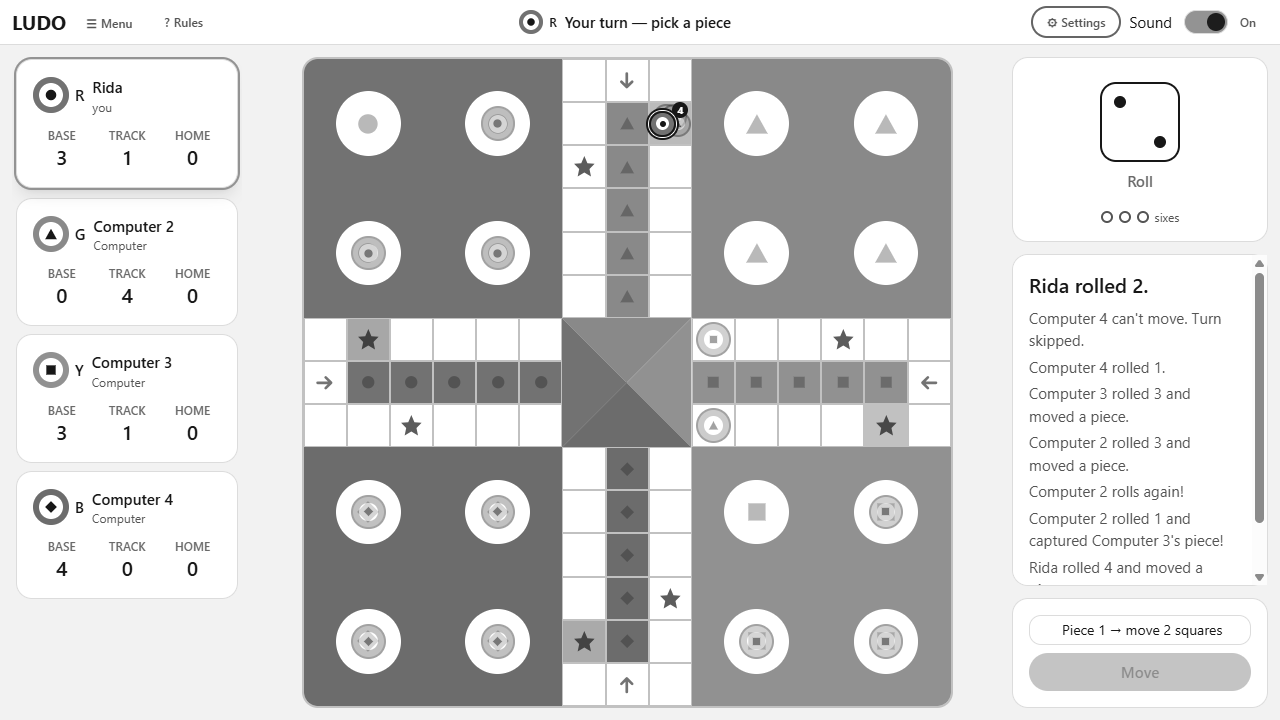 LUDO
☰ Menu
? Rules
R Your turn — pick a piece
⚙ Settings
Sound
On
R Rida
you
BASE TRACK HOME
3 1 0
G Computer 2
Computer
BASE TRACK HOME
0 4 0
Y Computer 3
Computer
BASE TRACK HOME
3 1 0
B Computer 4
Computer
BASE TRACK HOME
4 0 0
4
Roll
sixes
Rida rolled 2.
Computer 4 can't move. Turn
skipped.
Computer 4 rolled 1.
Computer 3 rolled 3 and
moved a piece.
Computer 2 rolled 3 and
moved a piece.
Computer 2 rolls again!
Computer 2 rolled 1 and
captured Computer 3's piece!
Rida rolled 4 and moved a
Piece 1 → move 2 squares
Move